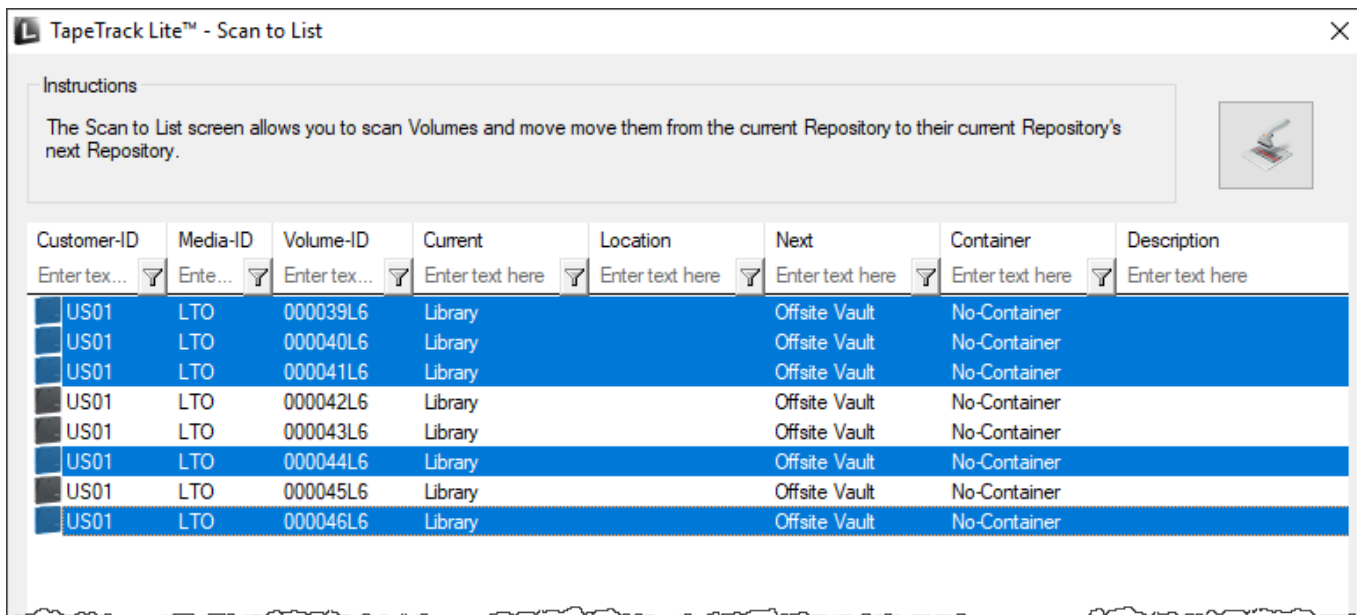 TapeTrack Lite™ - Scan to List
Instructions
The Scan to List screen allows you to scan Volumes and move move them from the current Repository to their current Repository's
next Repository.
Customer-ID Media-ID Volume-ID Current Location Next Container Description
Enter tex... Ente... Enter tex... Enter text here Enter text here Enter text here Enter text here Enter text here
US01 LTO 000039L6 Library Offsite Vault No-Container
US01 LTO 000040L6 Library Offsite Vault No-Container
US01 LTO 000041L6 Library Offsite Vault No-Container
US01 LTO 000042L6 Library Offsite Vault No-Container
US01 LTO 000043L6 Library Offsite Vault No-Container
US01 LTO 000044L6 Library Offsite Vault No-Container
US01 LTO 000045L6 Library Offsite Vault No-Container
US01 LTO 000046L6 Library Offsite Vault No-Container